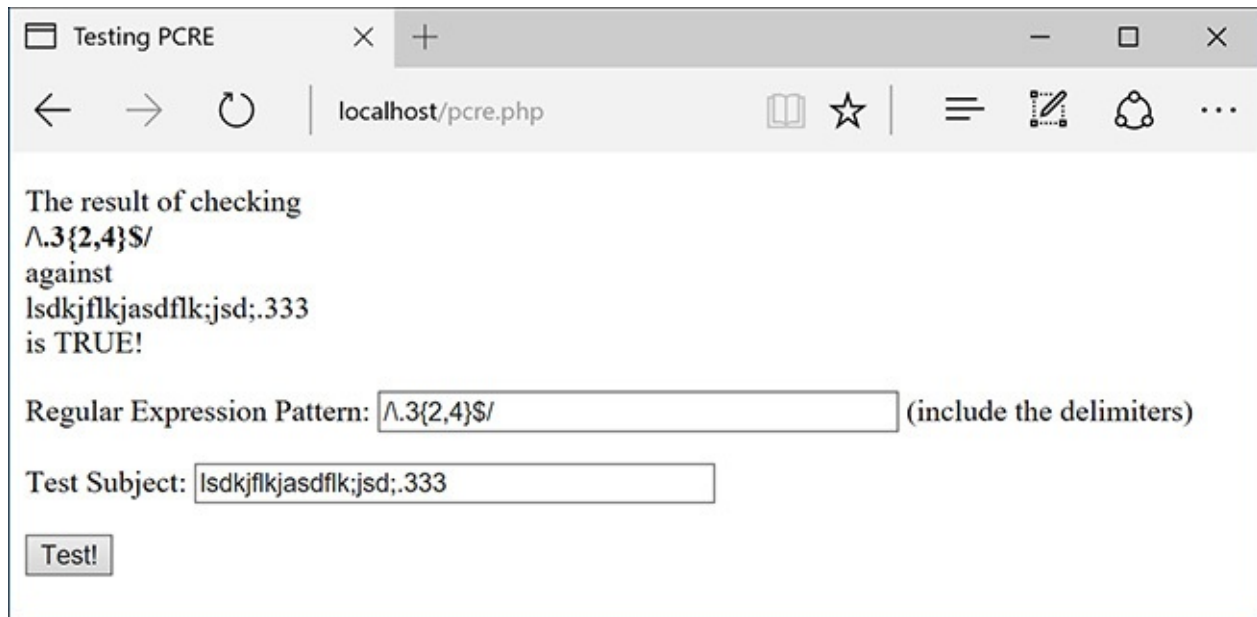 Testing PCRE
localhost/pcre.php
The result of checking
/\.3{2,4}$/
against
lsdkjflkjasdflk;jsd;.333
is TRUE!
Regular Expression Pattern: /\.3{2,4}$/ (include the delimiters)
Test Subject: lsdkjflkjasdflk;jsd;.333
Test!